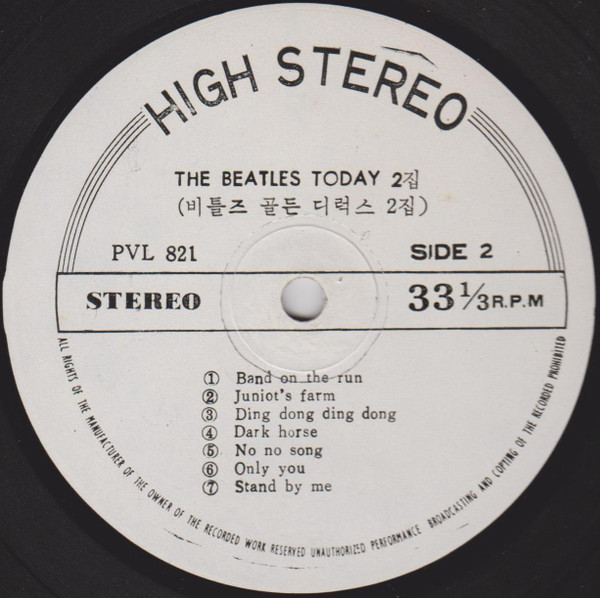 HIGH STEREO
THE BEATLES TODAY 2집
(비틀즈 골든 디럭스 2집)
PVL 821
SIDE 2
STEREO
33 1/3 R.P.M
① Band on the run
② Juniot's farm
③ Ding dong ding dong
④ Dark horse
⑤ No no song
⑥ Only you
⑦ Stand by me
ALL RIGHTS OF THE MANUFACTURER OF THE OWNER OF THE RECORDED WORK RESERVED UNAUTHORIZED PERFORMANCE BROADCASTING AND COPYING OF THE RECORDED PROHIBITED